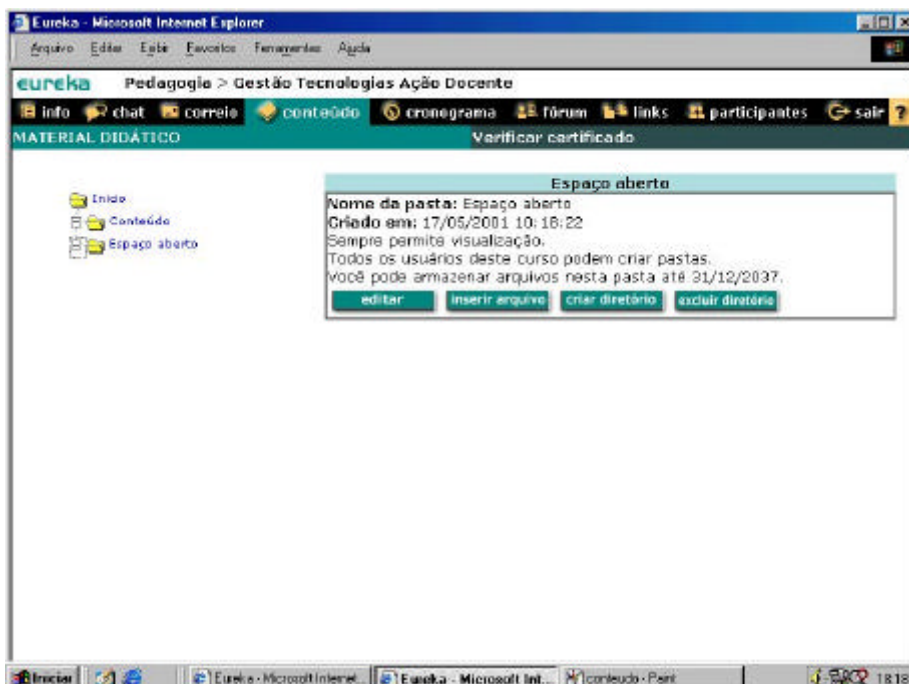 Eureka - Microsoft Internet Explorer
Arquivo Editar Exibir Favoritos Ferramentas Ajuda
eureka Pedagogia > Gestão Tecnologias Ação Docente
info chat correio conteúdo cronograma fórum links participantes sair ?
MATERIAL DIDÁTICO Verificar certificado
Espaço aberto
Início
Conteúdo
Espaço aberto
Nome da pasta: Espaço aberto
Criado em: 17/05/2001 10:18:22
Sempre permite visualização.
Todos os usuários deste curso podem criar pastas.
Você pode armazenar arquivos nesta pasta até 31/12/2037.
editar inserir arquivo criar diretório excluir diretório
Iniciar Eureka - Microsoft Internet... Eureka - Microsoft Int... conteudo - Paint 18:18